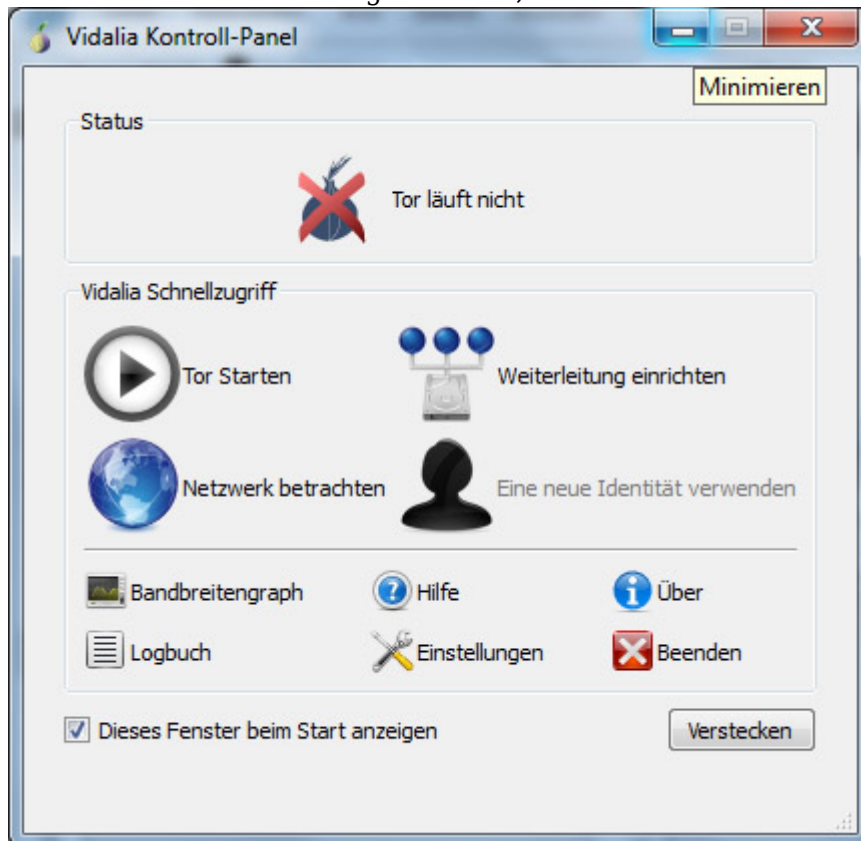 Vidalia Kontroll-Panel
Minimieren
Status
Tor läuft nicht
Vidalia Schnellzugriff
Tor Starten
Weiterleitung einrichten
Netzwerk betrachten
Eine neue Identität verwenden
Bandbreitengraph
Hilfe
Über
Logbuch
Einstellungen
Beenden
Dieses Fenster beim Start anzeigen
Verstecken